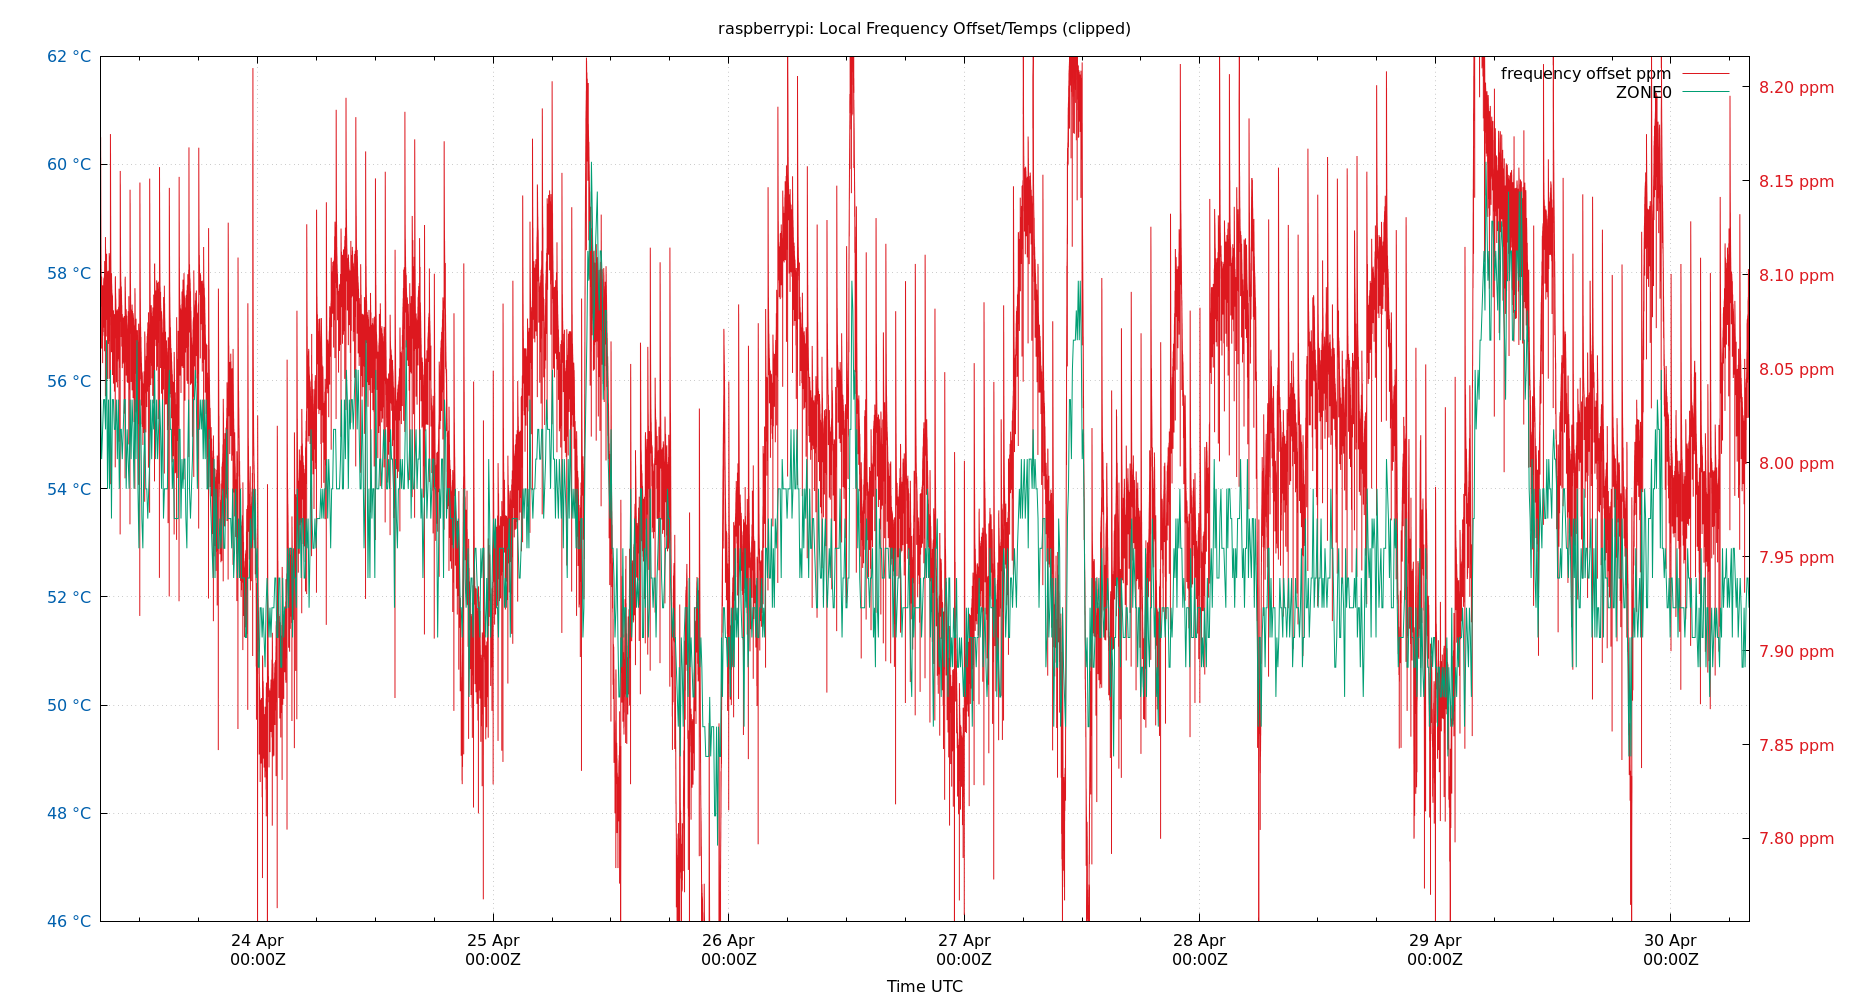 raspberrypi: Local Frequency Offset/Temps (clipped)
62 °C
60 °C
58 °C
56 °C
54 °C
52 °C
50 °C
48 °C
46 °C
frequency offset ppm
ZONE0
8.20 ppm
8.15 ppm
8.10 ppm
8.05 ppm
8.00 ppm
7.95 ppm
7.90 ppm
7.85 ppm
7.80 ppm
24 Apr 25 Apr 26 Apr 27 Apr 28 Apr 29 Apr 30 Apr
00:00Z 00:00Z 00:00Z 00:00Z 00:00Z 00:00Z 00:00Z
Time UTC